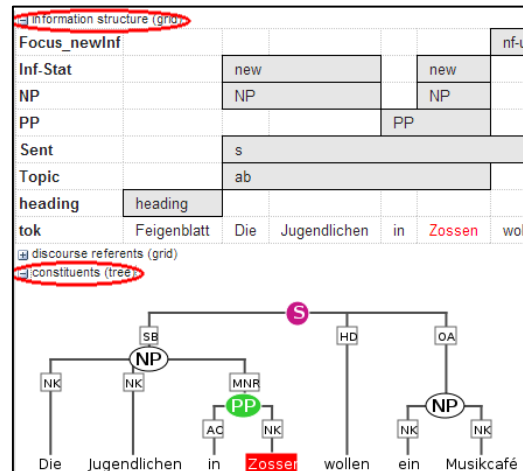 information structure (grid)
Focus_newInf nf-u
Inf-Stat new new
NP NP NP
PP PP
Sent s
Topic ab
heading heading
tok Feigenblatt Die Jugendlichen in Zossen wol
discourse referents (grid)
constituents (tree)
S
SB HD OA
NP
NK NK MNR
PP NP
AC NK NK NK
Die Jugendlichen in Zossen wollen ein Musikcafé